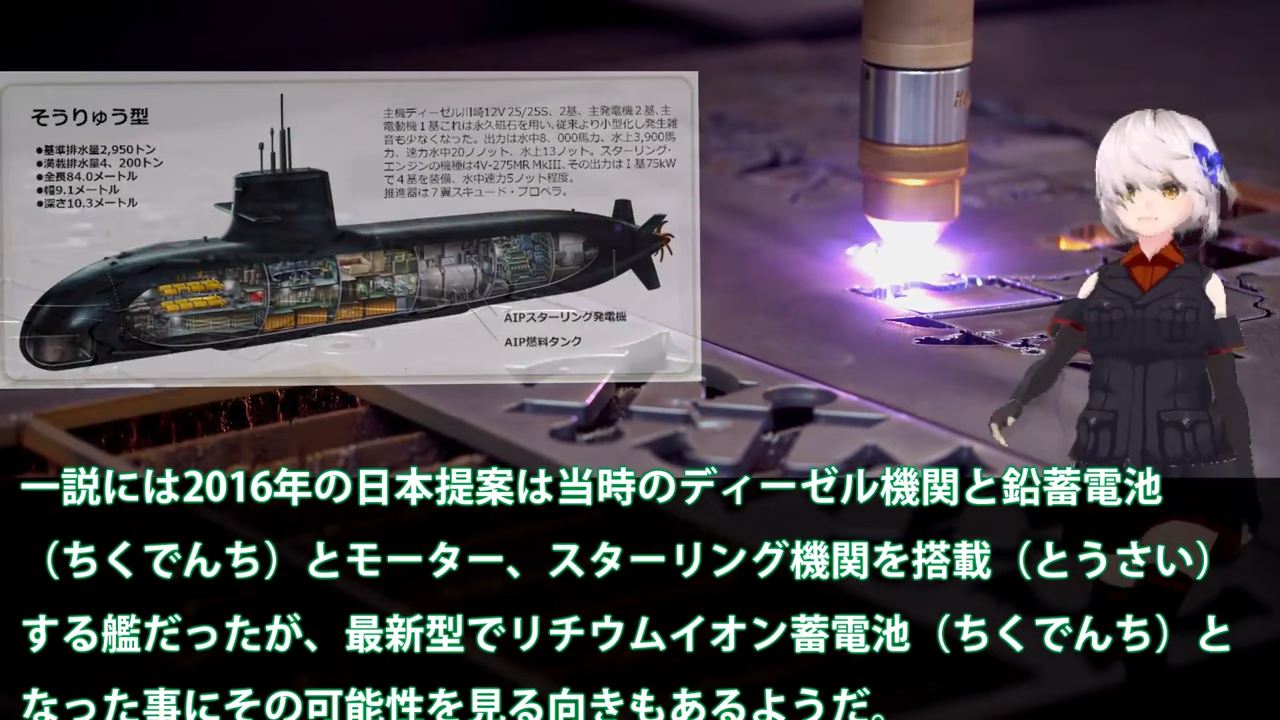 そうりゅう型
●基準排水量2,950トン
●満載排水量4、200トン
●全長84.0メートル
●幅9.1メートル
●深さ10.3メートル
主機ディーゼル川崎12V 25/25S、2基、主発電機2基、主
電動機1基これは永久磁石を用い、従来より小型化し発生雑
音も少なくなった。出力は水中8、000馬力、水上3,900馬
力、速力水中20ノノット、水上13ノット。スターリング・
エンジンの機種は4V-275MR MkIII、その出力は1基75kW
で4基を装備、水中速力5ノット程度。
推進器は7翼スキュード・プロペラ。
AIPスターリング発電機
AIP燃料タンク
一説には2016年の日本提案は当時のディーゼル機関と鉛蓄電池
（ちくでんち）とモーター、スターリング機関を搭載（とうさい）
する艦だったが、最新型でリチウムイオン蓄電池（ちくでんち）と
なった事にその可能性を見る向きもあるようだ。